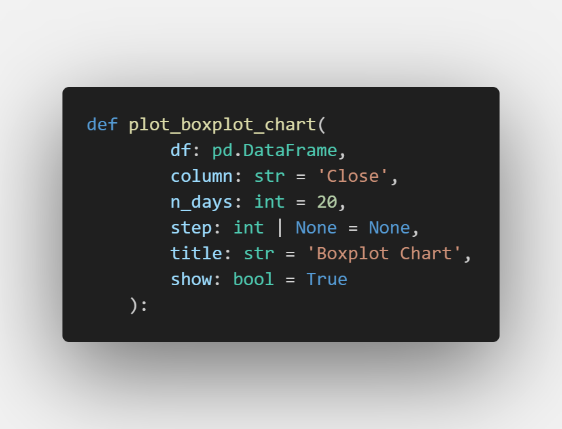 def plot_boxplot_chart(
        df: pd.DataFrame,
        column: str = 'Close',
        n_days: int = 20,
        step: int | None = None,
        title: str = 'Boxplot Chart',
        show: bool = True
    ):